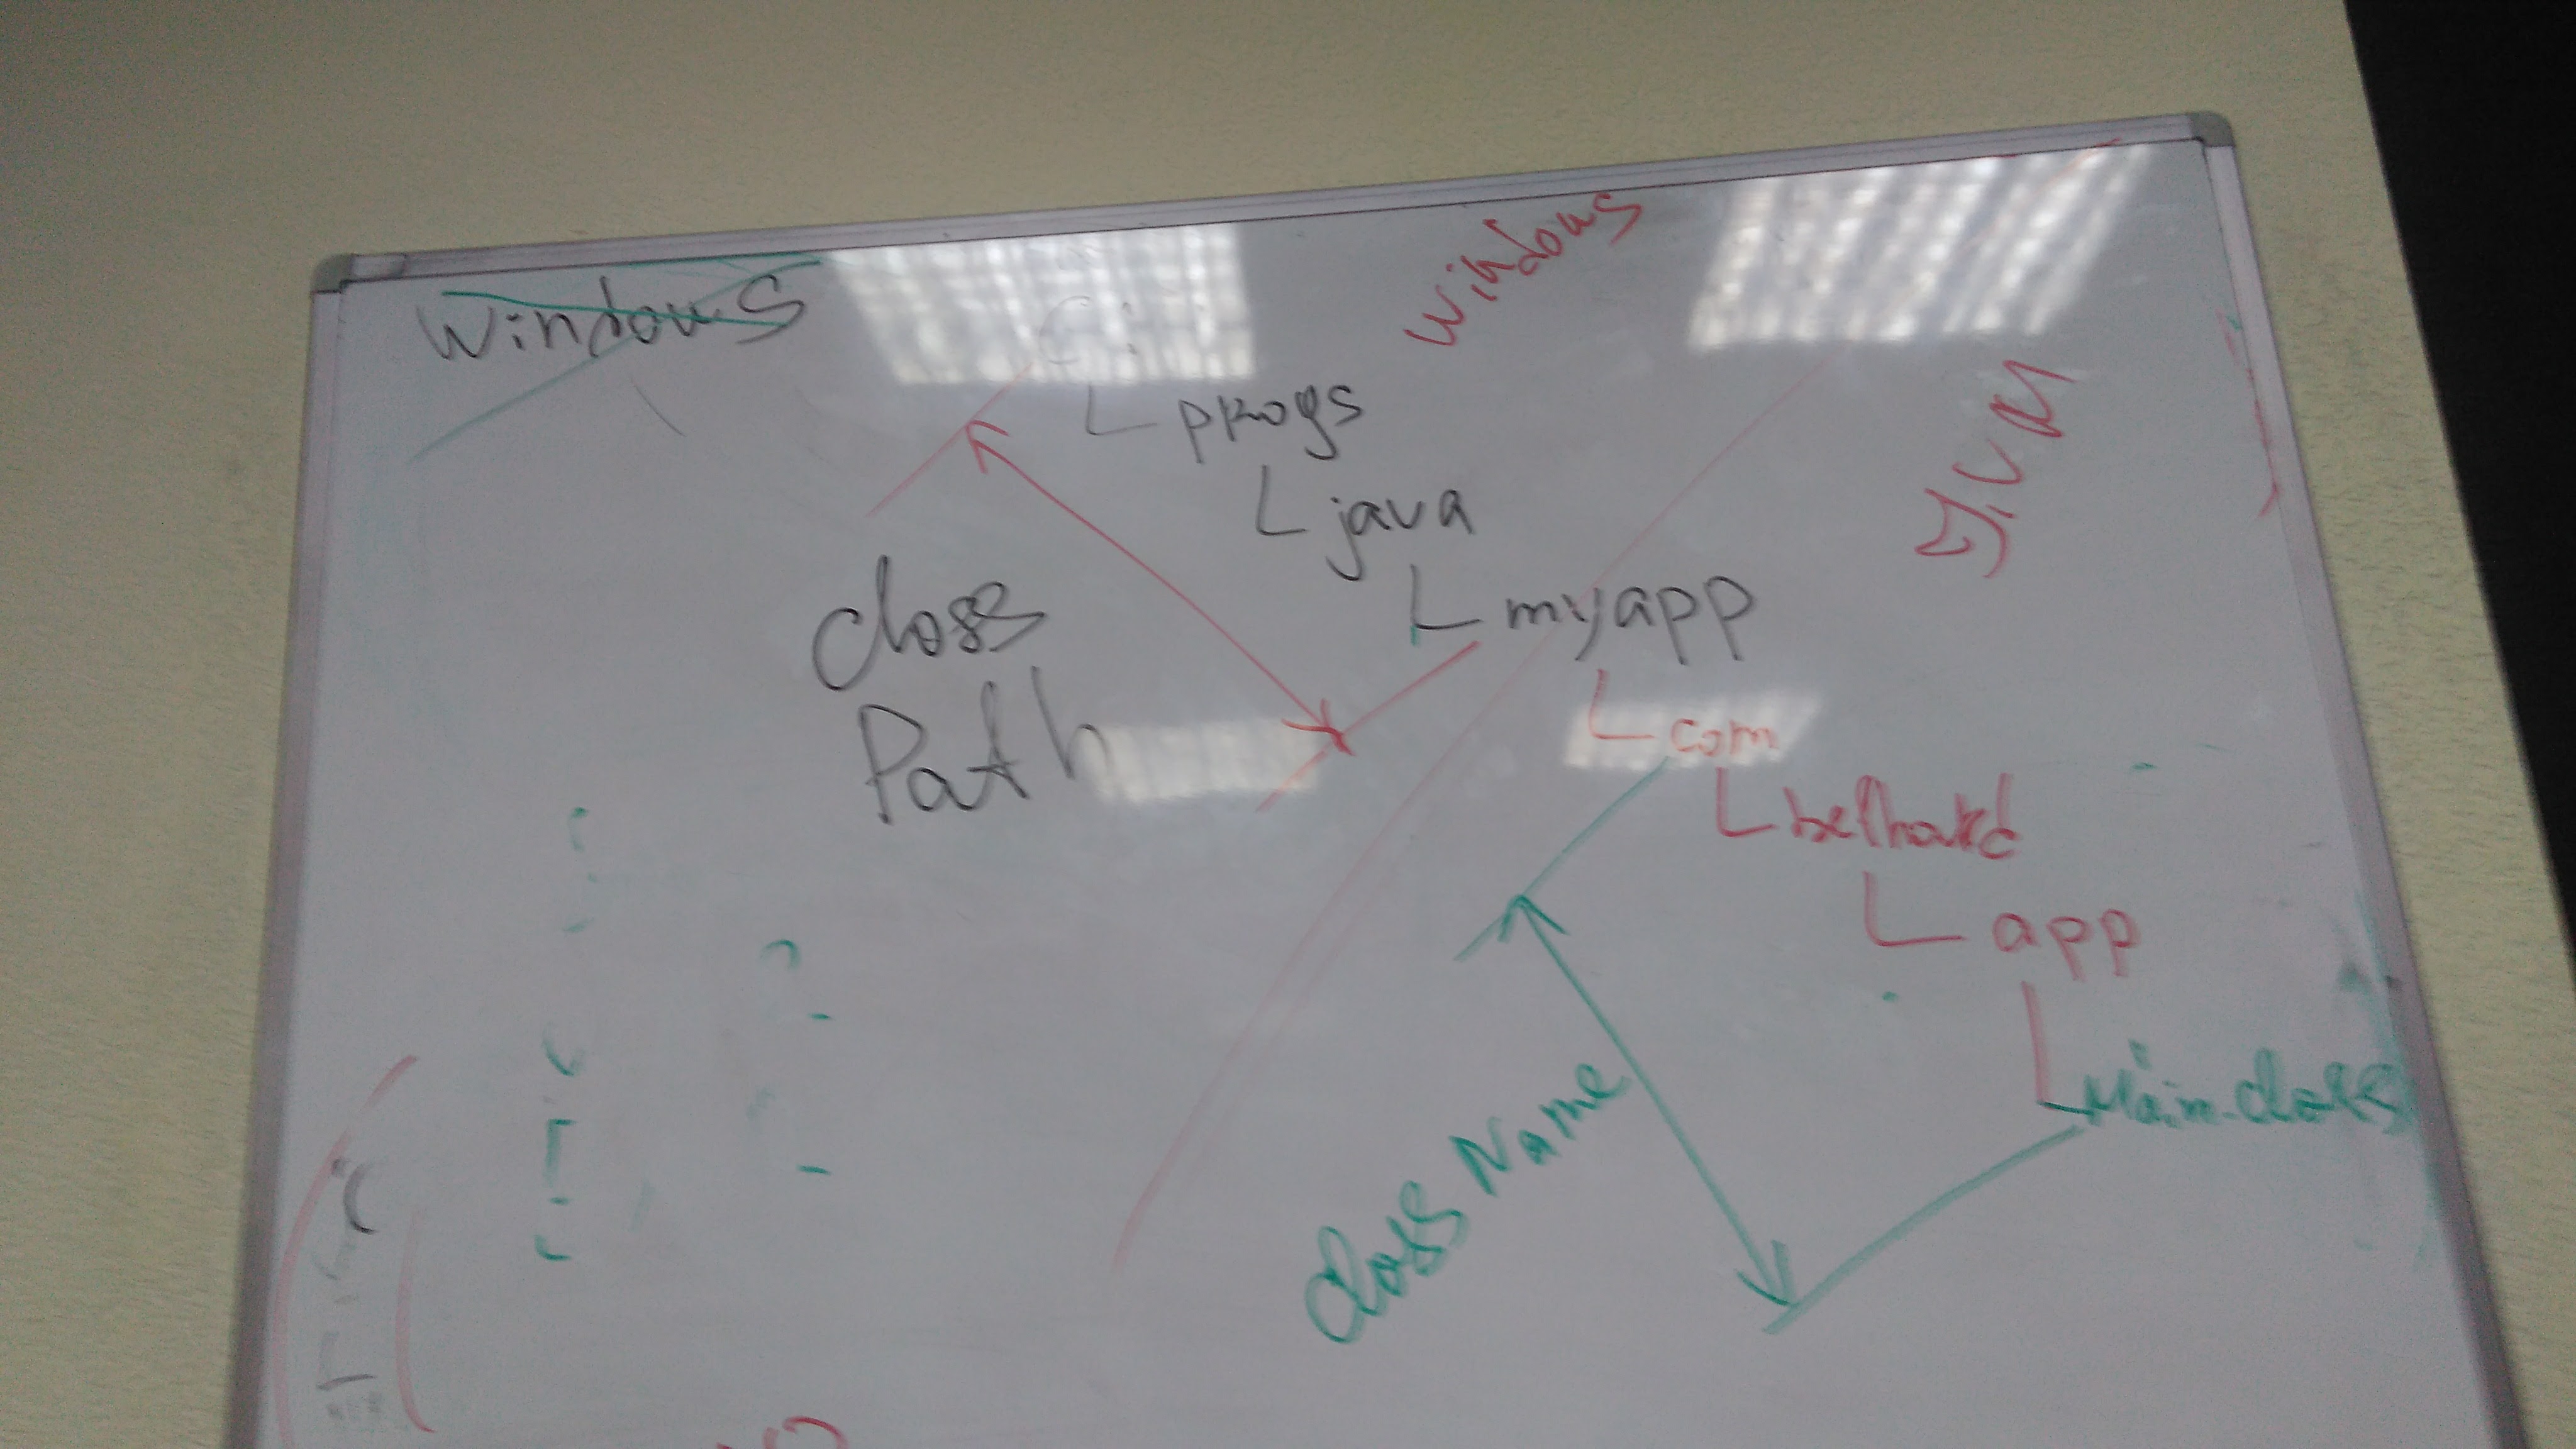 Windows
Windows
C:
L progs
JVM
L java
L myapp
Class
Path
L com
L belhard
L app
L Main.class
Class Name